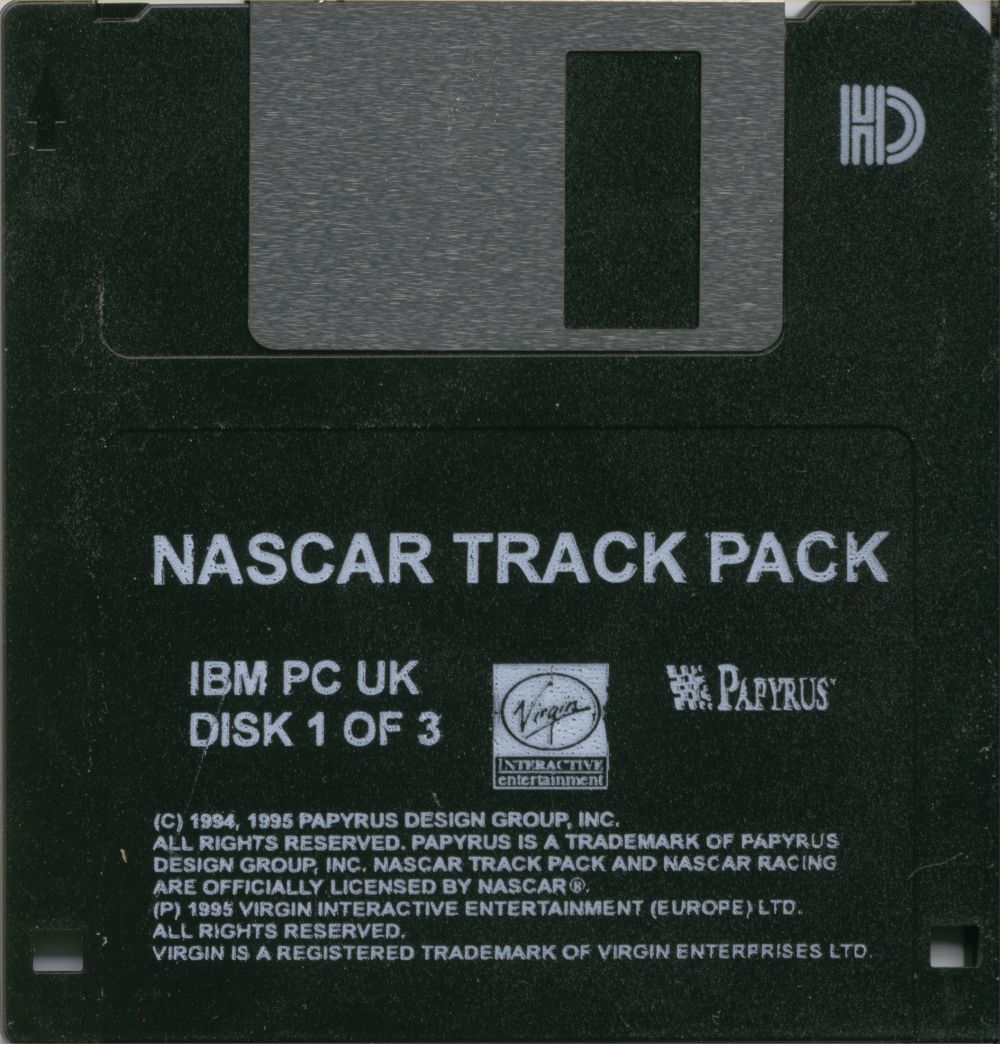 HD
NASCAR TRACK PACK
IBM PC UK
DISK 1 OF 3
Virgin
INTERACTIVE
entertainment
PAPYRUS™
(C) 1994, 1995 PAPYRUS DESIGN GROUP, INC.
ALL RIGHTS RESERVED. PAPYRUS IS A TRADEMARK OF PAPYRUS
DESIGN GROUP, INC. NASCAR TRACK PACK AND NASCAR RACING
ARE OFFICIALLY LICENSED BY NASCAR®.
(P) 1995 VIRGIN INTERACTIVE ENTERTAINMENT (EUROPE) LTD.
ALL RIGHTS RESERVED.
VIRGIN IS A REGISTERED TRADEMARK OF VIRGIN ENTERPRISES LTD.